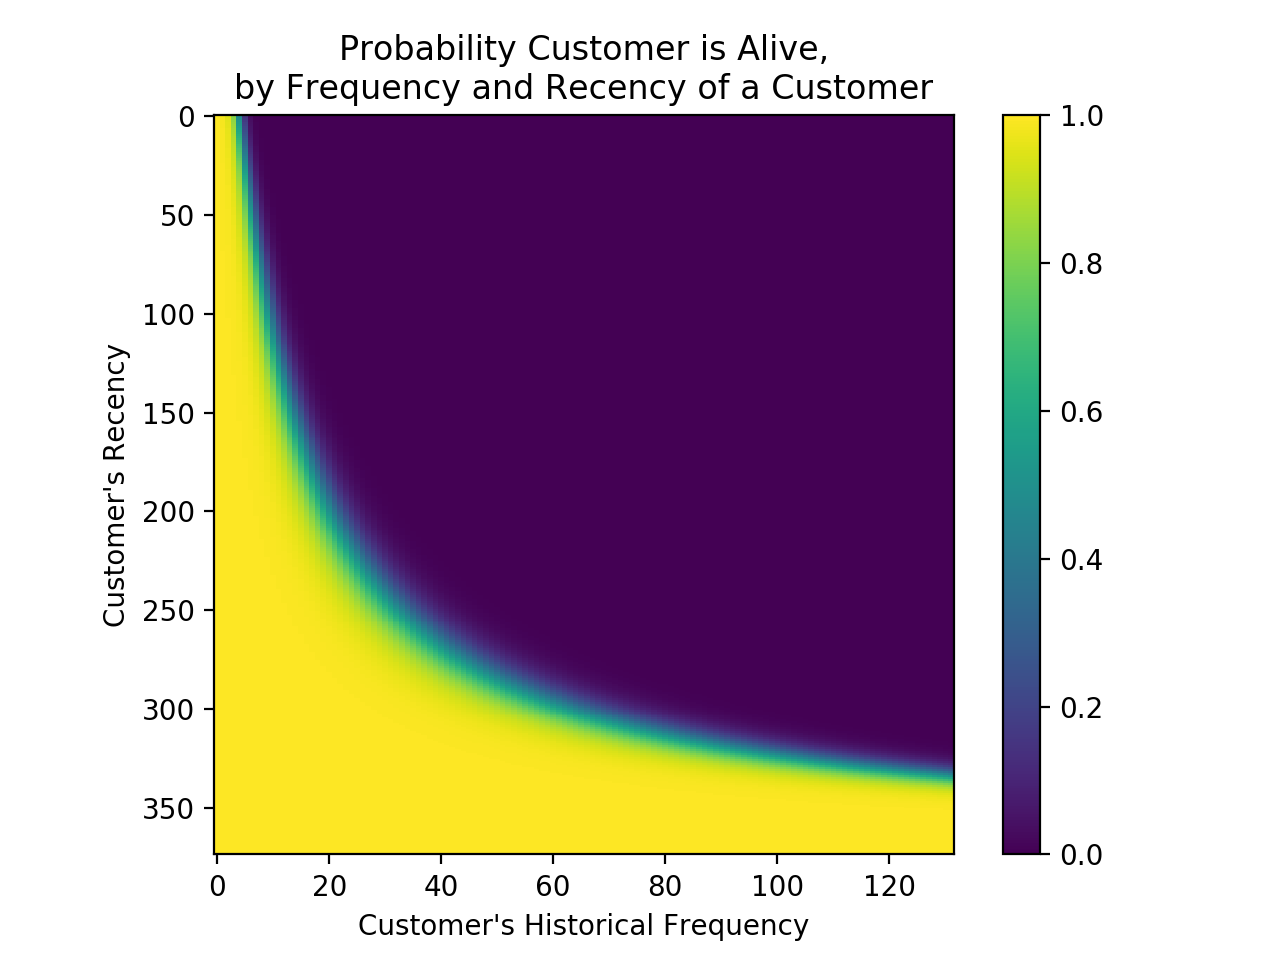 Probability Customer is Alive,
by Frequency and Recency of a Customer
0
50
100
150
200
250
300
350
Customer's Recency
0 20 40 60 80 100 120
Customer's Historical Frequency
1.0
0.8
0.6
0.4
0.2
0.0